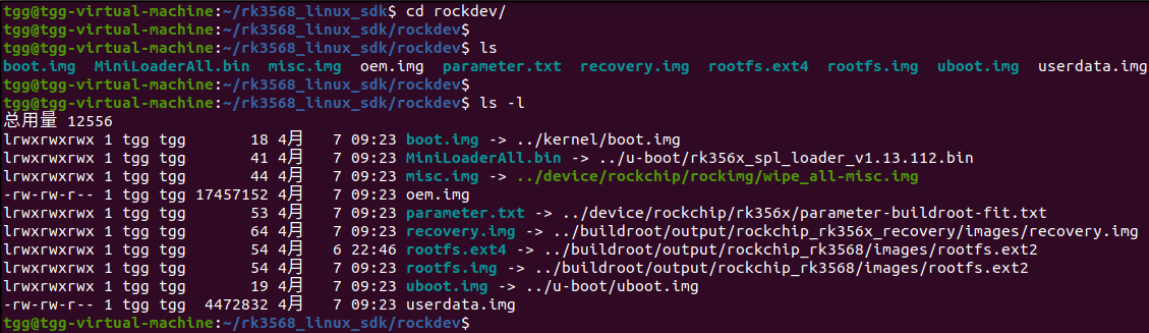 tgg@tgg-virtual-machine:~/rk3568_linux_sdk$ cd rockdev/
tgg@tgg-virtual-machine:~/rk3568_linux_sdk/rockdev$
tgg@tgg-virtual-machine:~/rk3568_linux_sdk/rockdev$ ls
boot.img  MiniLoaderAll.bin  misc.img  oem.img  parameter.txt  recovery.img  rootfs.ext4  rootfs.img  uboot.img  userdata.img
tgg@tgg-virtual-machine:~/rk3568_linux_sdk/rockdev$
tgg@tgg-virtual-machine:~/rk3568_linux_sdk/rockdev$ ls -l
总用量 12556
lrwxrwxrwx 1 tgg tgg       18 4月   7 09:23 boot.img -> ../kernel/boot.img
lrwxrwxrwx 1 tgg tgg       41 4月   7 09:23 MiniLoaderAll.bin -> ../u-boot/rk356x_spl_loader_v1.13.112.bin
lrwxrwxrwx 1 tgg tgg       44 4月   7 09:23 misc.img -> ../device/rockchip/rockimg/wipe_all-misc.img
-rw-rw-r-- 1 tgg tgg 17457152 4月   7 09:23 oem.img
lrwxrwxrwx 1 tgg tgg       53 4月   7 09:23 parameter.txt -> ../device/rockchip/rk356x/parameter-buildroot-fit.txt
lrwxrwxrwx 1 tgg tgg       64 4月   7 09:23 recovery.img -> ../buildroot/output/rockchip_rk356x_recovery/images/recovery.img
lrwxrwxrwx 1 tgg tgg       54 4月   6 22:46 rootfs.ext4 -> ../buildroot/output/rockchip_rk3568/images/rootfs.ext2
lrwxrwxrwx 1 tgg tgg       54 4月   7 09:23 rootfs.img -> ../buildroot/output/rockchip_rk3568/images/rootfs.ext2
lrwxrwxrwx 1 tgg tgg       19 4月   7 09:23 uboot.img -> ../u-boot/uboot.img
-rw-rw-r-- 1 tgg tgg  4472832 4月   7 09:23 userdata.img
tgg@tgg-virtual-machine:~/rk3568_linux_sdk/rockdev$